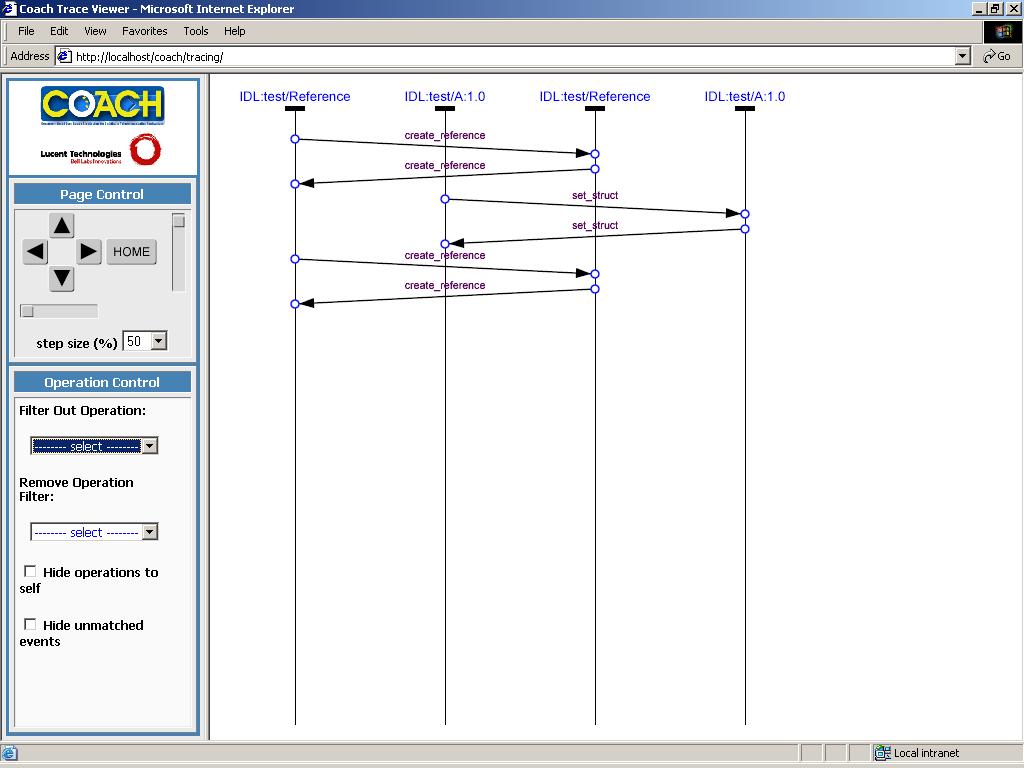 Coach Trace Viewer - Microsoft Internet Explorer
File Edit View Favorites Tools Help
Address http://localhost/coach/tracing/ Go
COACH
Lucent Technologies
Bell Labs Innovations
Page Control
HOME
step size (%) 50
Operation Control
Filter Out Operation:
-------- select --------
Remove Operation
Filter:
-------- select --------
Hide operations to
self
Hide unmatched
events
IDL:test/Reference IDL:test/A:1.0 IDL:test/Reference IDL:test/A:1.0
create_reference
create_reference
set_struct
set_struct
create_reference
create_reference
Local intranet